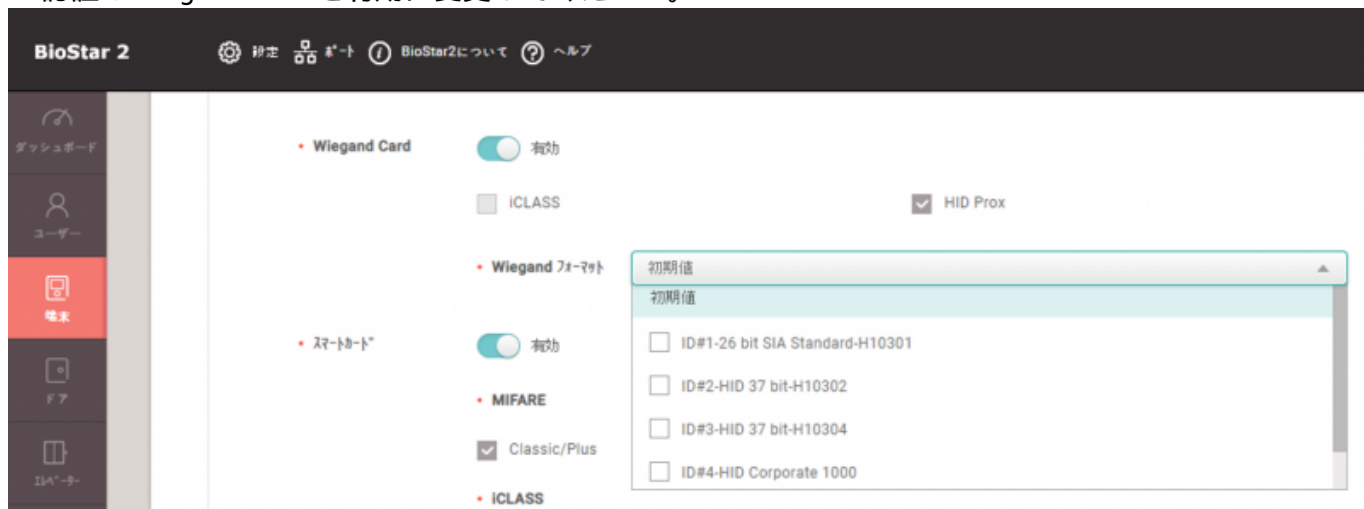 BioStar 2 設定 ﾎﾟｰﾄ BioStar2について ヘルプ
ダッシュボード
ユーザー
端末
ドア
ｴﾚﾍﾞｰﾀｰ
• Wiegand Card 有効
iCLASS HID Prox
• Wiegand ﾌｫｰﾏｯﾄ 初期値
初期値
• ｽﾏｰﾄｶｰﾄﾞ 有効
ID#1-26 bit SIA Standard-H10301
ID#2-HID 37 bit-H10302
• MIFARE
ID#3-HID 37 bit-H10304
Classic/Plus
ID#4-HID Corporate 1000
• iCLASS